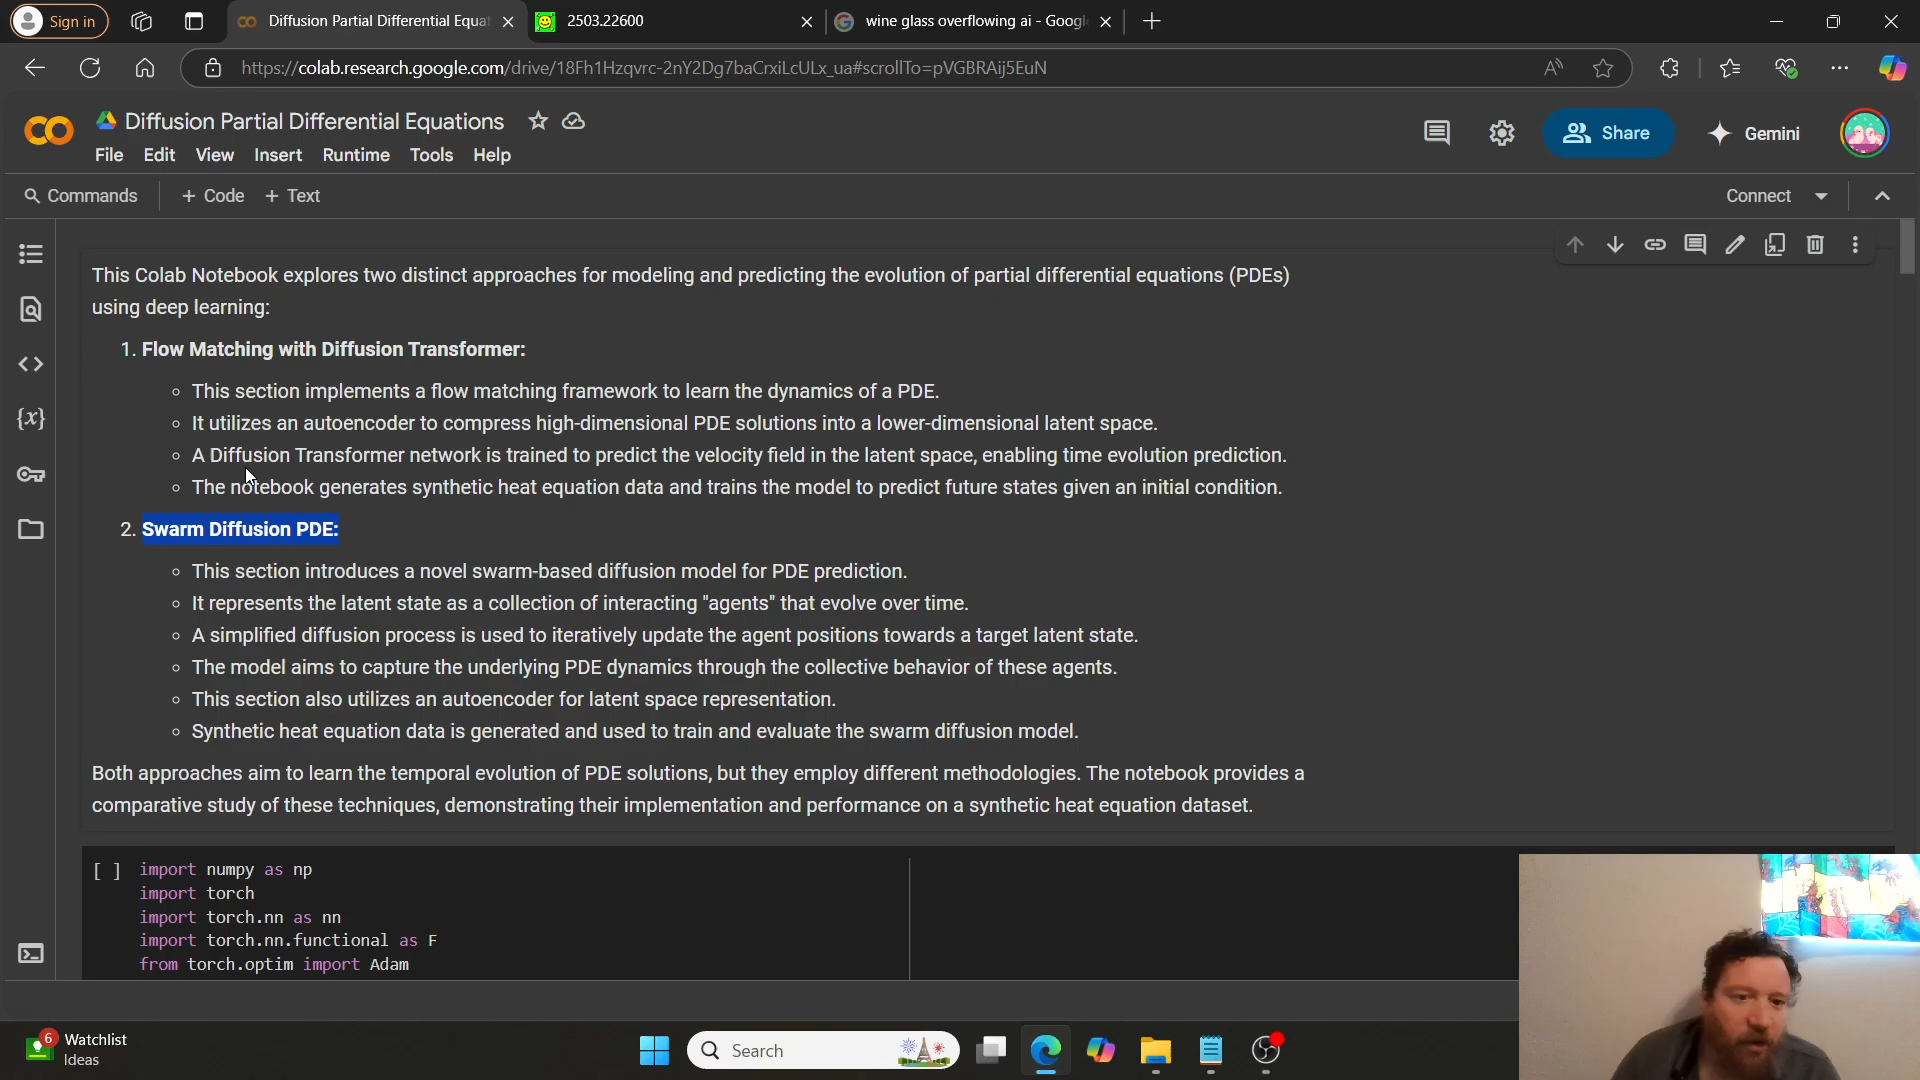 Sign in
Diffusion Partial Differential Equat
2503.22600
wine glass overflowing ai - Googl
https://colab.research.google.com/drive/18Fh1Hzqvrc-2nY2Dg7baCrxiLcULx_ua#scrollTo=pVGBRAij5EuN
Diffusion Partial Differential Equations
File Edit View Insert Runtime Tools Help
Share
Gemini
Commands
+ Code + Text
Connect
This Colab Notebook explores two distinct approaches for modeling and predicting the evolution of partial differential equations (PDEs)
using deep learning:
1. Flow Matching with Diffusion Transformer:
This section implements a flow matching framework to learn the dynamics of a PDE.
It utilizes an autoencoder to compress high-dimensional PDE solutions into a lower-dimensional latent space.
A Diffusion Transformer network is trained to predict the velocity field in the latent space, enabling time evolution prediction.
The notebook generates synthetic heat equation data and trains the model to predict future states given an initial condition.
2. Swarm Diffusion PDE:
This section introduces a novel swarm-based diffusion model for PDE prediction.
It represents the latent state as a collection of interacting "agents" that evolve over time.
A simplified diffusion process is used to iteratively update the agent positions towards a target latent state.
The model aims to capture the underlying PDE dynamics through the collective behavior of these agents.
This section also utilizes an autoencoder for latent space representation.
Synthetic heat equation data is generated and used to train and evaluate the swarm diffusion model.
Both approaches aim to learn the temporal evolution of PDE solutions, but they employ different methodologies. The notebook provides a
comparative study of these techniques, demonstrating their implementation and performance on a synthetic heat equation dataset.
[ ] import numpy as np
import torch
import torch.nn as nn
import torch.nn.functional as F
from torch.optim import Adam
6
Watchlist
Ideas
Search